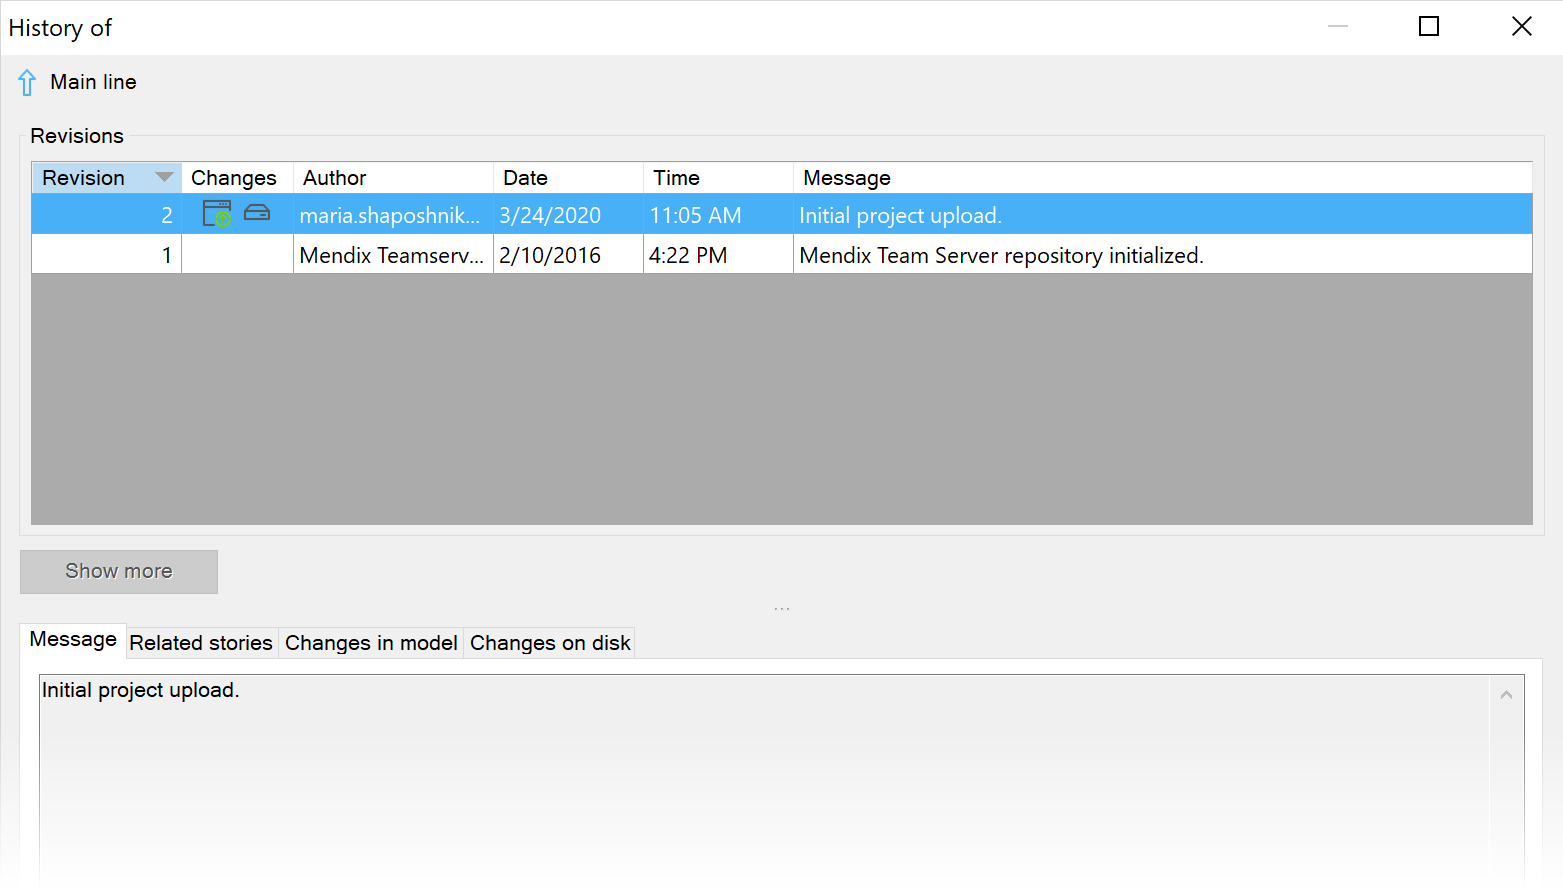 History of
Main line
Revisions
Revision Changes Author Date Time Message
2 maria.shaposhnik... 3/24/2020 11:05 AM Initial project upload.
1 Mendix Teamserv... 2/10/2016 4:22 PM Mendix Team Server repository initialized.
Show more
...
Message Related stories Changes in model Changes on disk
Initial project upload.